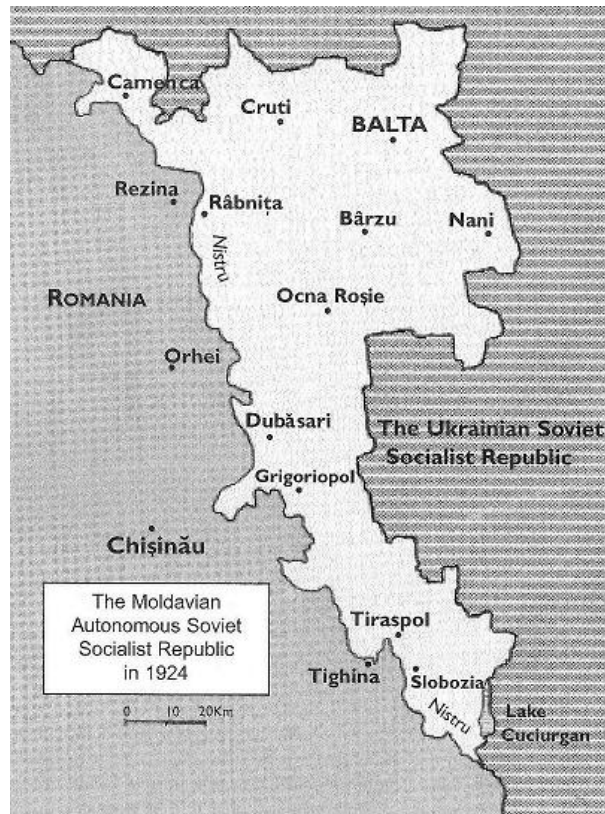 Camenca
Cruti
BALTA
Rezina
Râbnița
Bârzu
Nani
Nistru
ROMANIA
Ocna Roșie
Orhei
Dubăsari
The Ukrainian Soviet
Socialist Republic
Grigoriopol
Chișinău
The Moldavian
Autonomous Soviet
Socialist Republic
in 1924
Tiraspol
Tighina
Slobozia
Nistru
Lake
Cuciurgan
0 10 20Km